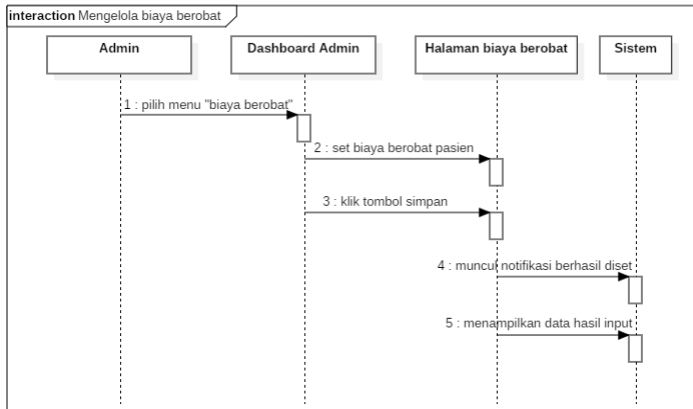 interaction Mengelola biaya berobat
Admin
Dashboard Admin
Halaman biaya berobat
Sistem
1 : pilih menu "biaya berobat"
2 : set biaya berobat pasien
3 : klik tombol simpan
4 : muncul notifikasi berhasil diset
5 : menampilkan data hasil input